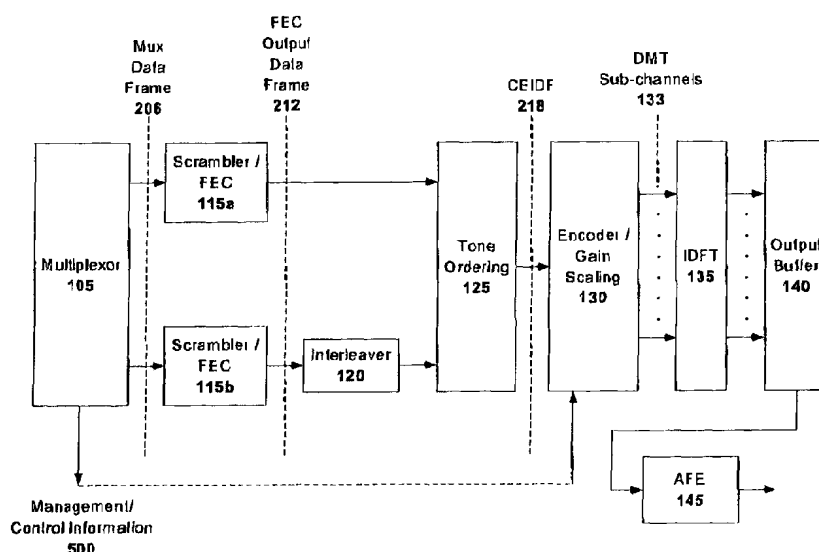 Mux
Data
Frame
206
FEC
Output
Data
Frame
212
CEIDF
218
DMT
Sub-channels
133
Multiplexor
105
Scrambler /
FEC
115a
Scrambler /
FEC
115b
Interleaver
120
Tone
Ordering
125
Encoder /
Gain
Scaling
130
IDFT
135
Output
Buffer
140
AFE
145
Management/
Control Information
500